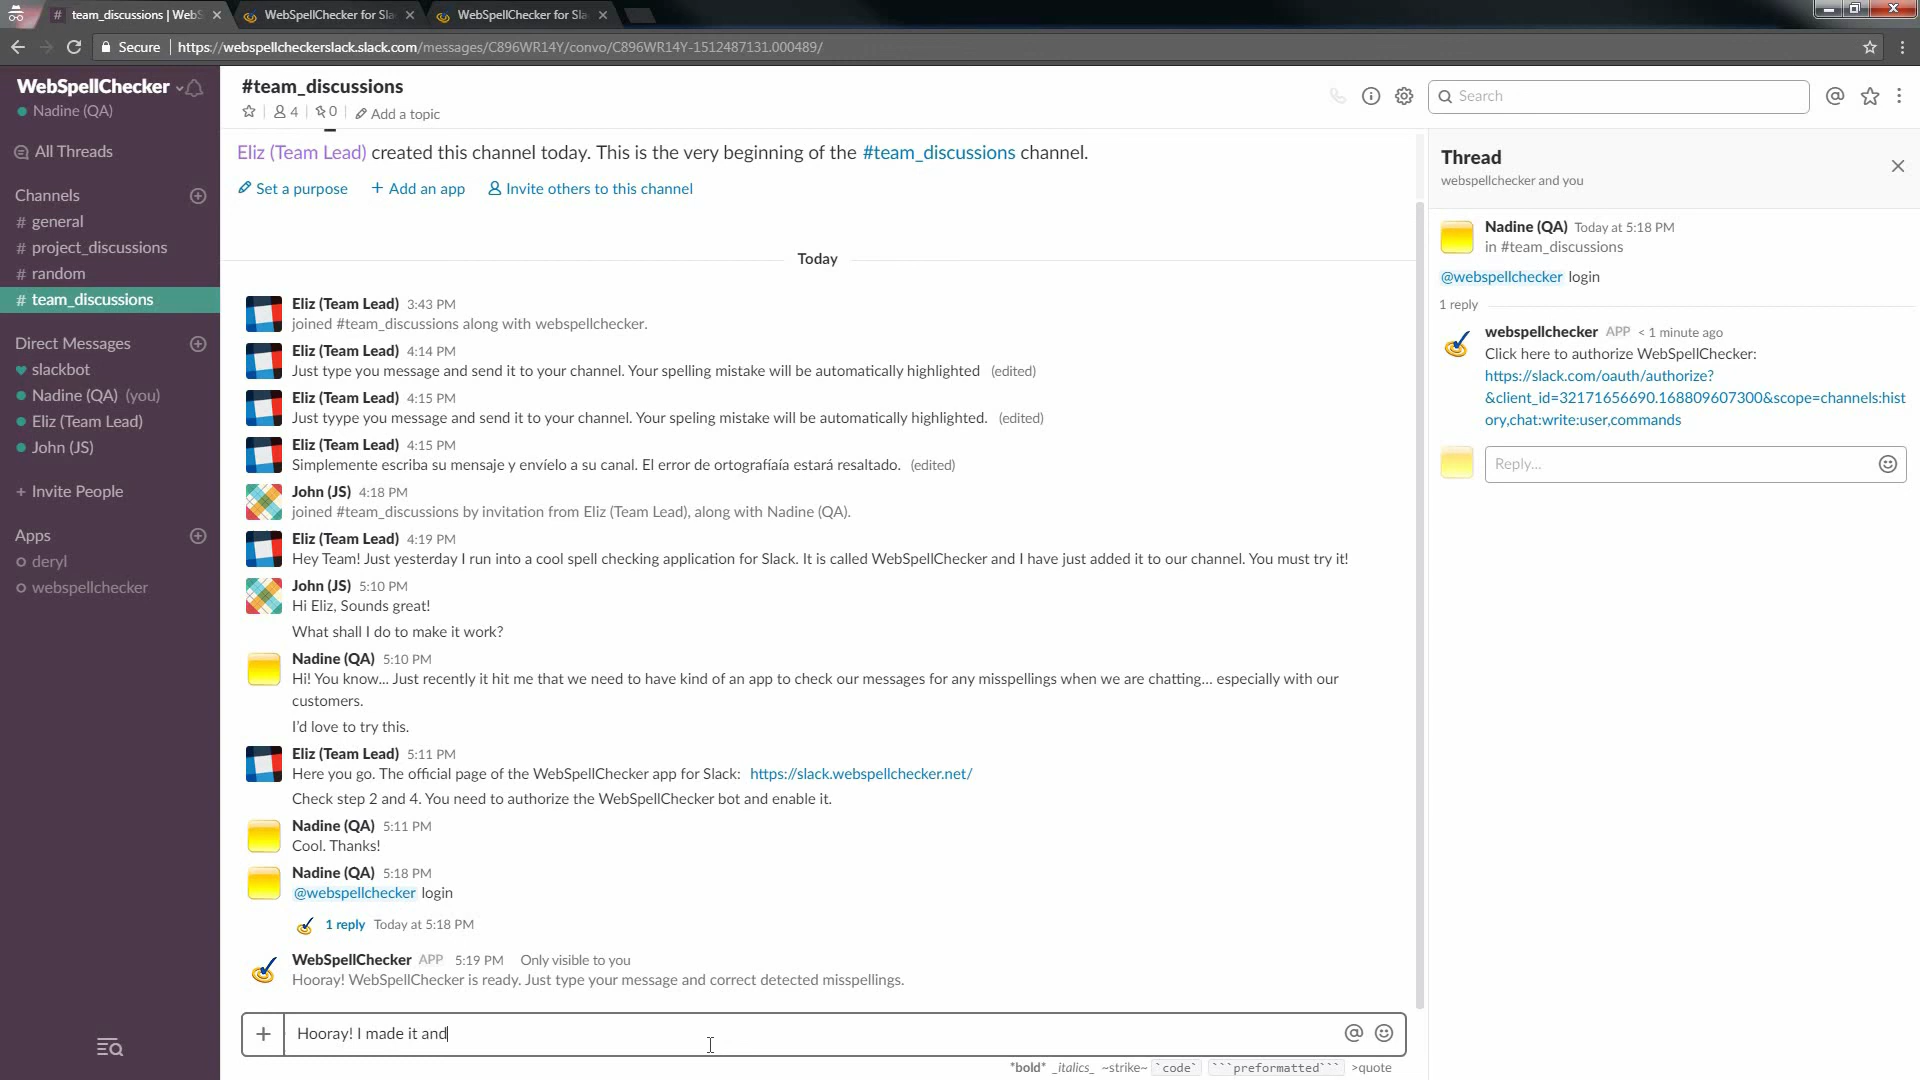 team_discussions | WebS
WebSpellChecker for Sla
WebSpellChecker for Sla
Secure
https://webspellcheckerslack.slack.com/messages/C896WR14Y/convo/C896WR14Y-1512487131.000489/
WebSpellChecker
Nadine (QA)
All Threads
Channels
# general
# project_discussions
# random
# team_discussions
Direct Messages
slackbot
Nadine (QA) (you)
Eliz (Team Lead)
John (JS)
+ Invite People
Apps
deryl
webspellchecker
#team_discussions
4
0
Add a topic
Search
Eliz (Team Lead) created this channel today. This is the very beginning of the #team_discussions channel.
Set a purpose
+ Add an app
Invite others to this channel
Today
Eliz (Team Lead) 3:43 PM
joined #team_discussions along with webspellchecker.
Eliz (Team Lead) 4:14 PM
Just type you message and send it to your channel. Your spelling mistake will be automatically highlighted (edited)
Eliz (Team Lead) 4:15 PM
Just tyype you message and send it to your channel. Your speling mistake will be automatically highlighted. (edited)
Eliz (Team Lead) 4:15 PM
Simplemente escriba su mensaje y envíelo a su canal. El error de ortografíaía estará resaltado. (edited)
John (JS) 4:18 PM
joined #team_discussions by invitation from Eliz (Team Lead), along with Nadine (QA).
Eliz (Team Lead) 4:19 PM
Hey Team! Just yesterday I run into a cool spell checking application for Slack. It is called WebSpellChecker and I have just added it to our channel. You must try it!
John (JS) 5:10 PM
Hi Eliz, Sounds great!
What shall I do to make it work?
Nadine (QA) 5:10 PM
Hi! You know... Just recently it hit me that we need to have kind of an app to check our messages for any misspellings when we are chatting... especially with our
customers.
I'd love to try this.
Eliz (Team Lead) 5:11 PM
Here you go. The official page of the WebSpellChecker app for Slack: https://slack.webspellchecker.net/
Check step 2 and 4. You need to authorize the WebSpellChecker bot and enable it.
Nadine (QA) 5:11 PM
Cool. Thanks!
Nadine (QA) 5:18 PM
@webspellchecker login
1 reply Today at 5:18 PM
WebSpellChecker APP 5:19 PM Only visible to you
Hooray! WebSpellChecker is ready. Just type your message and correct detected misspellings.
+ Hooray! I made it and
*bold* _italics_ ~strike~ `code` ```preformatted``` >quote
Thread
webspellchecker and you
Nadine (QA) Today at 5:18 PM
in #team_discussions
@webspellchecker login
1 reply
webspellchecker APP < 1 minute ago
Click here to authorize WebSpellChecker:
https://slack.com/oauth/authorize?
&client_id=32171656690.168809607300&scope=channels:hist
ory,chat:write:user,commands
Reply...